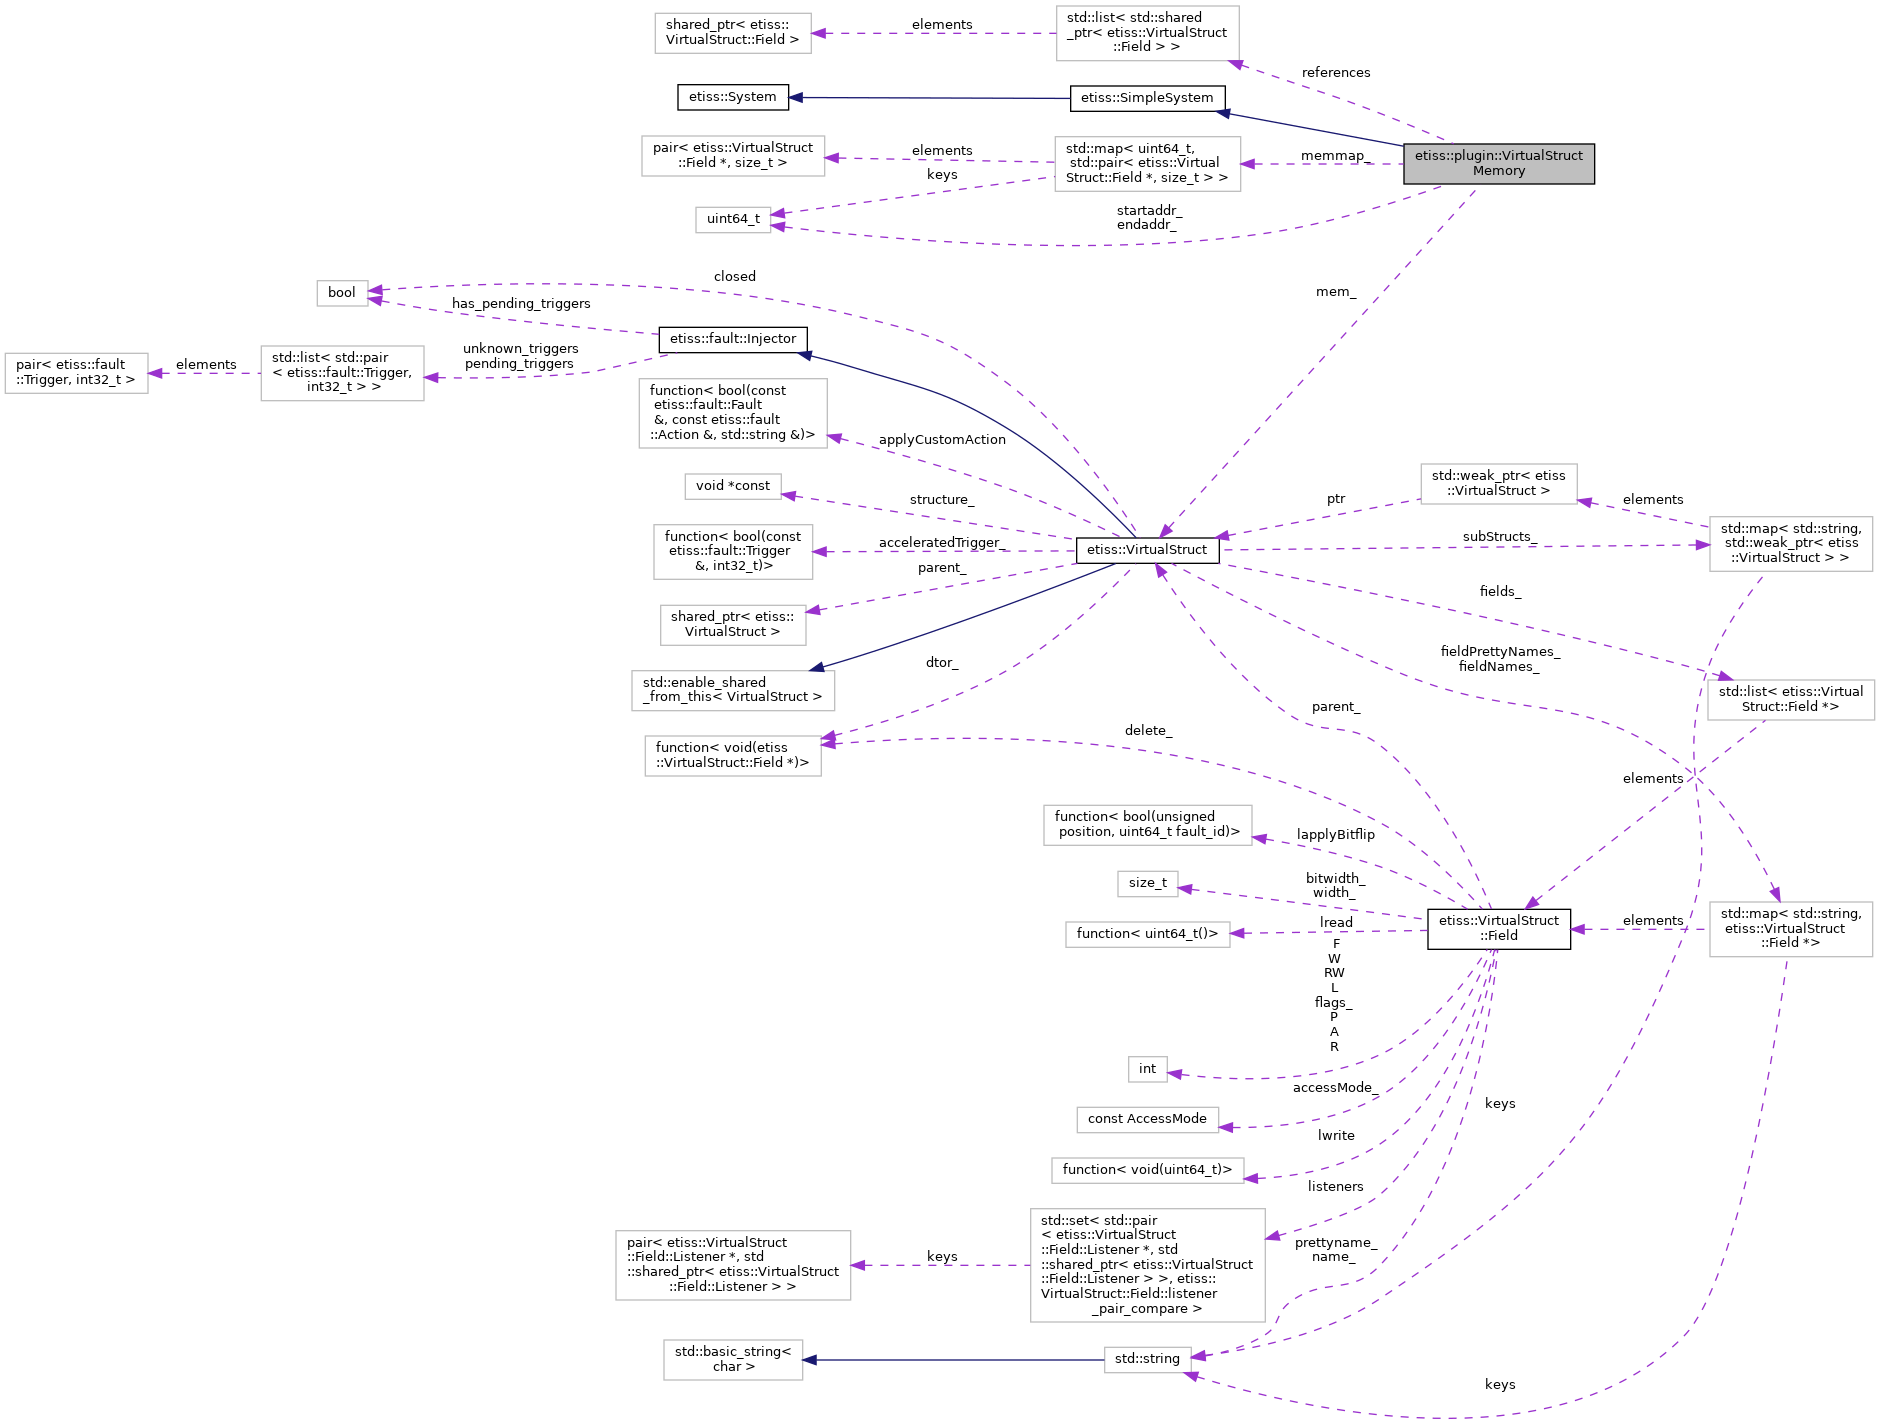 shared_ptr< etiss::
VirtualStruct::Field >
elements
std::list< std::shared
_ptr< etiss::VirtualStruct
::Field > >
references
etiss::System
etiss::SimpleSystem
pair< etiss::VirtualStruct
::Field *, size_t >
elements
keys
std::map< uint64_t,
std::pair< etiss::Virtual
Struct::Field *, size_t > >
memmap_
etiss::plugin::VirtualStruct
Memory
uint64_t
startaddr_
endaddr_
bool
closed
has_pending_triggers
mem_
etiss::fault::Injector
pair< etiss::fault
::Trigger, int32_t >
elements
std::list< std::pair
< etiss::fault::Trigger,
int32_t > >
unknown_triggers
pending_triggers
function< bool(const
etiss::fault::Fault
&, const etiss::fault
::Action &, std::string &)>
applyCustomAction
void *const
structure_
ptr
std::weak_ptr< etiss
::VirtualStruct >
elements
std::map< std::string,
std::weak_ptr< etiss
::VirtualStruct > >
function< bool(const
etiss::fault::Trigger
&, int32_t)>
acceleratedTrigger_
etiss::VirtualStruct
subStructs_
parent_
shared_ptr< etiss::
VirtualStruct >
fields_
std::enable_shared
_from_this< VirtualStruct >
dtor_
fieldPrettyNames_
fieldNames_
std::list< etiss::Virtual
Struct::Field *>
parent_
function< void(etiss
::VirtualStruct::Field *)>
delete_
elements
function< bool(unsigned
position, uint64_t fault_id)>
lapplyBitflip
size_t
bitwidth_
width_
etiss::VirtualStruct
::Field
elements
std::map< std::string,
etiss::VirtualStruct
::Field *>
function< uint64_t()>
lread
F
W
RW
L
flags_
P
A
R
int
accessMode_
const AccessMode
keys
lwrite
function< void(uint64_t)>
listeners
pair< etiss::VirtualStruct
::Field::Listener *, std
::shared_ptr< etiss::VirtualStruct
::Field::Listener > >
keys
std::set< std::pair
< etiss::VirtualStruct
::Field::Listener *, std
::shared_ptr< etiss::VirtualStruct
::Field::Listener > >, etiss::
VirtualStruct::Field::listener
_pair_compare >
prettyname_
name_
std::basic_string<
char >
std::string
keys